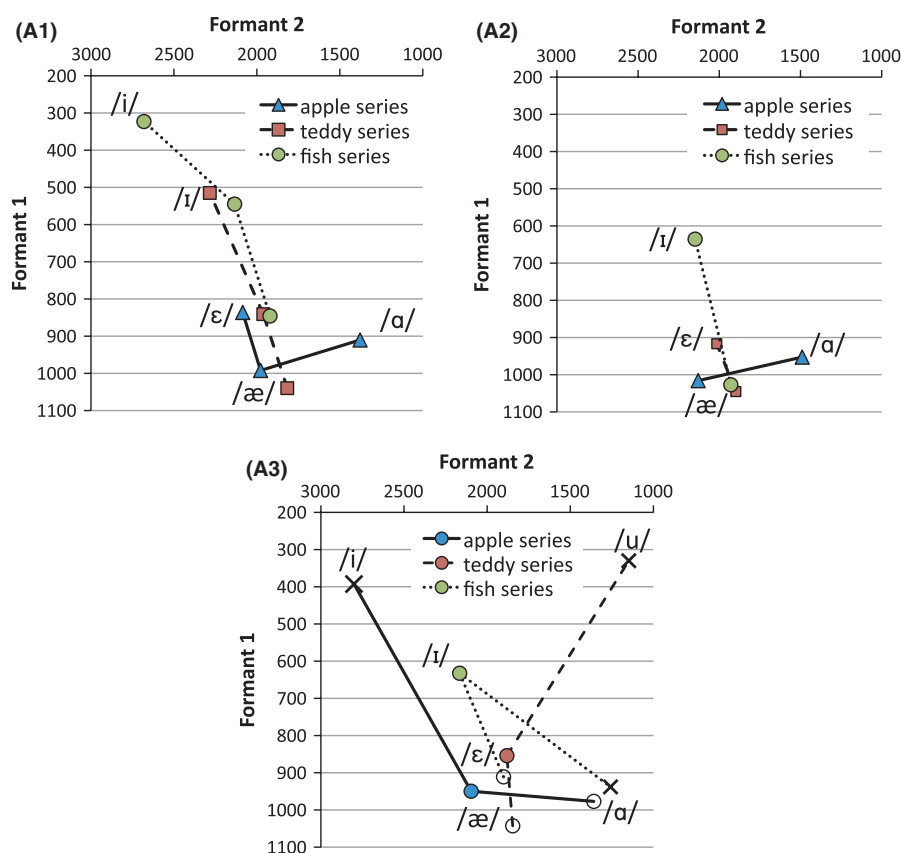 (A1)
Formant 2
3000 2500 2000 1500 1000
Formant 1
200
300
400
500
600
700
800
900
1000
1100
apple series
teddy series
fish series
/i/
/ɪ/
/ɛ/
/ɑ/
/æ/
(A2)
Formant 2
3000 2500 2000 1500 1000
Formant 1
200
300
400
500
600
700
800
900
1000
1100
apple series
teddy series
fish series
/ɪ/
/ɛ/
/ɑ/
/æ/
(A3)
Formant 2
3000 2500 2000 1500 1000
Formant 1
200
300
400
500
600
700
800
900
1000
1100
apple series
teddy series
fish series
/i/
/u/
/ɪ/
/ɛ/
/æ/
/ɑ/